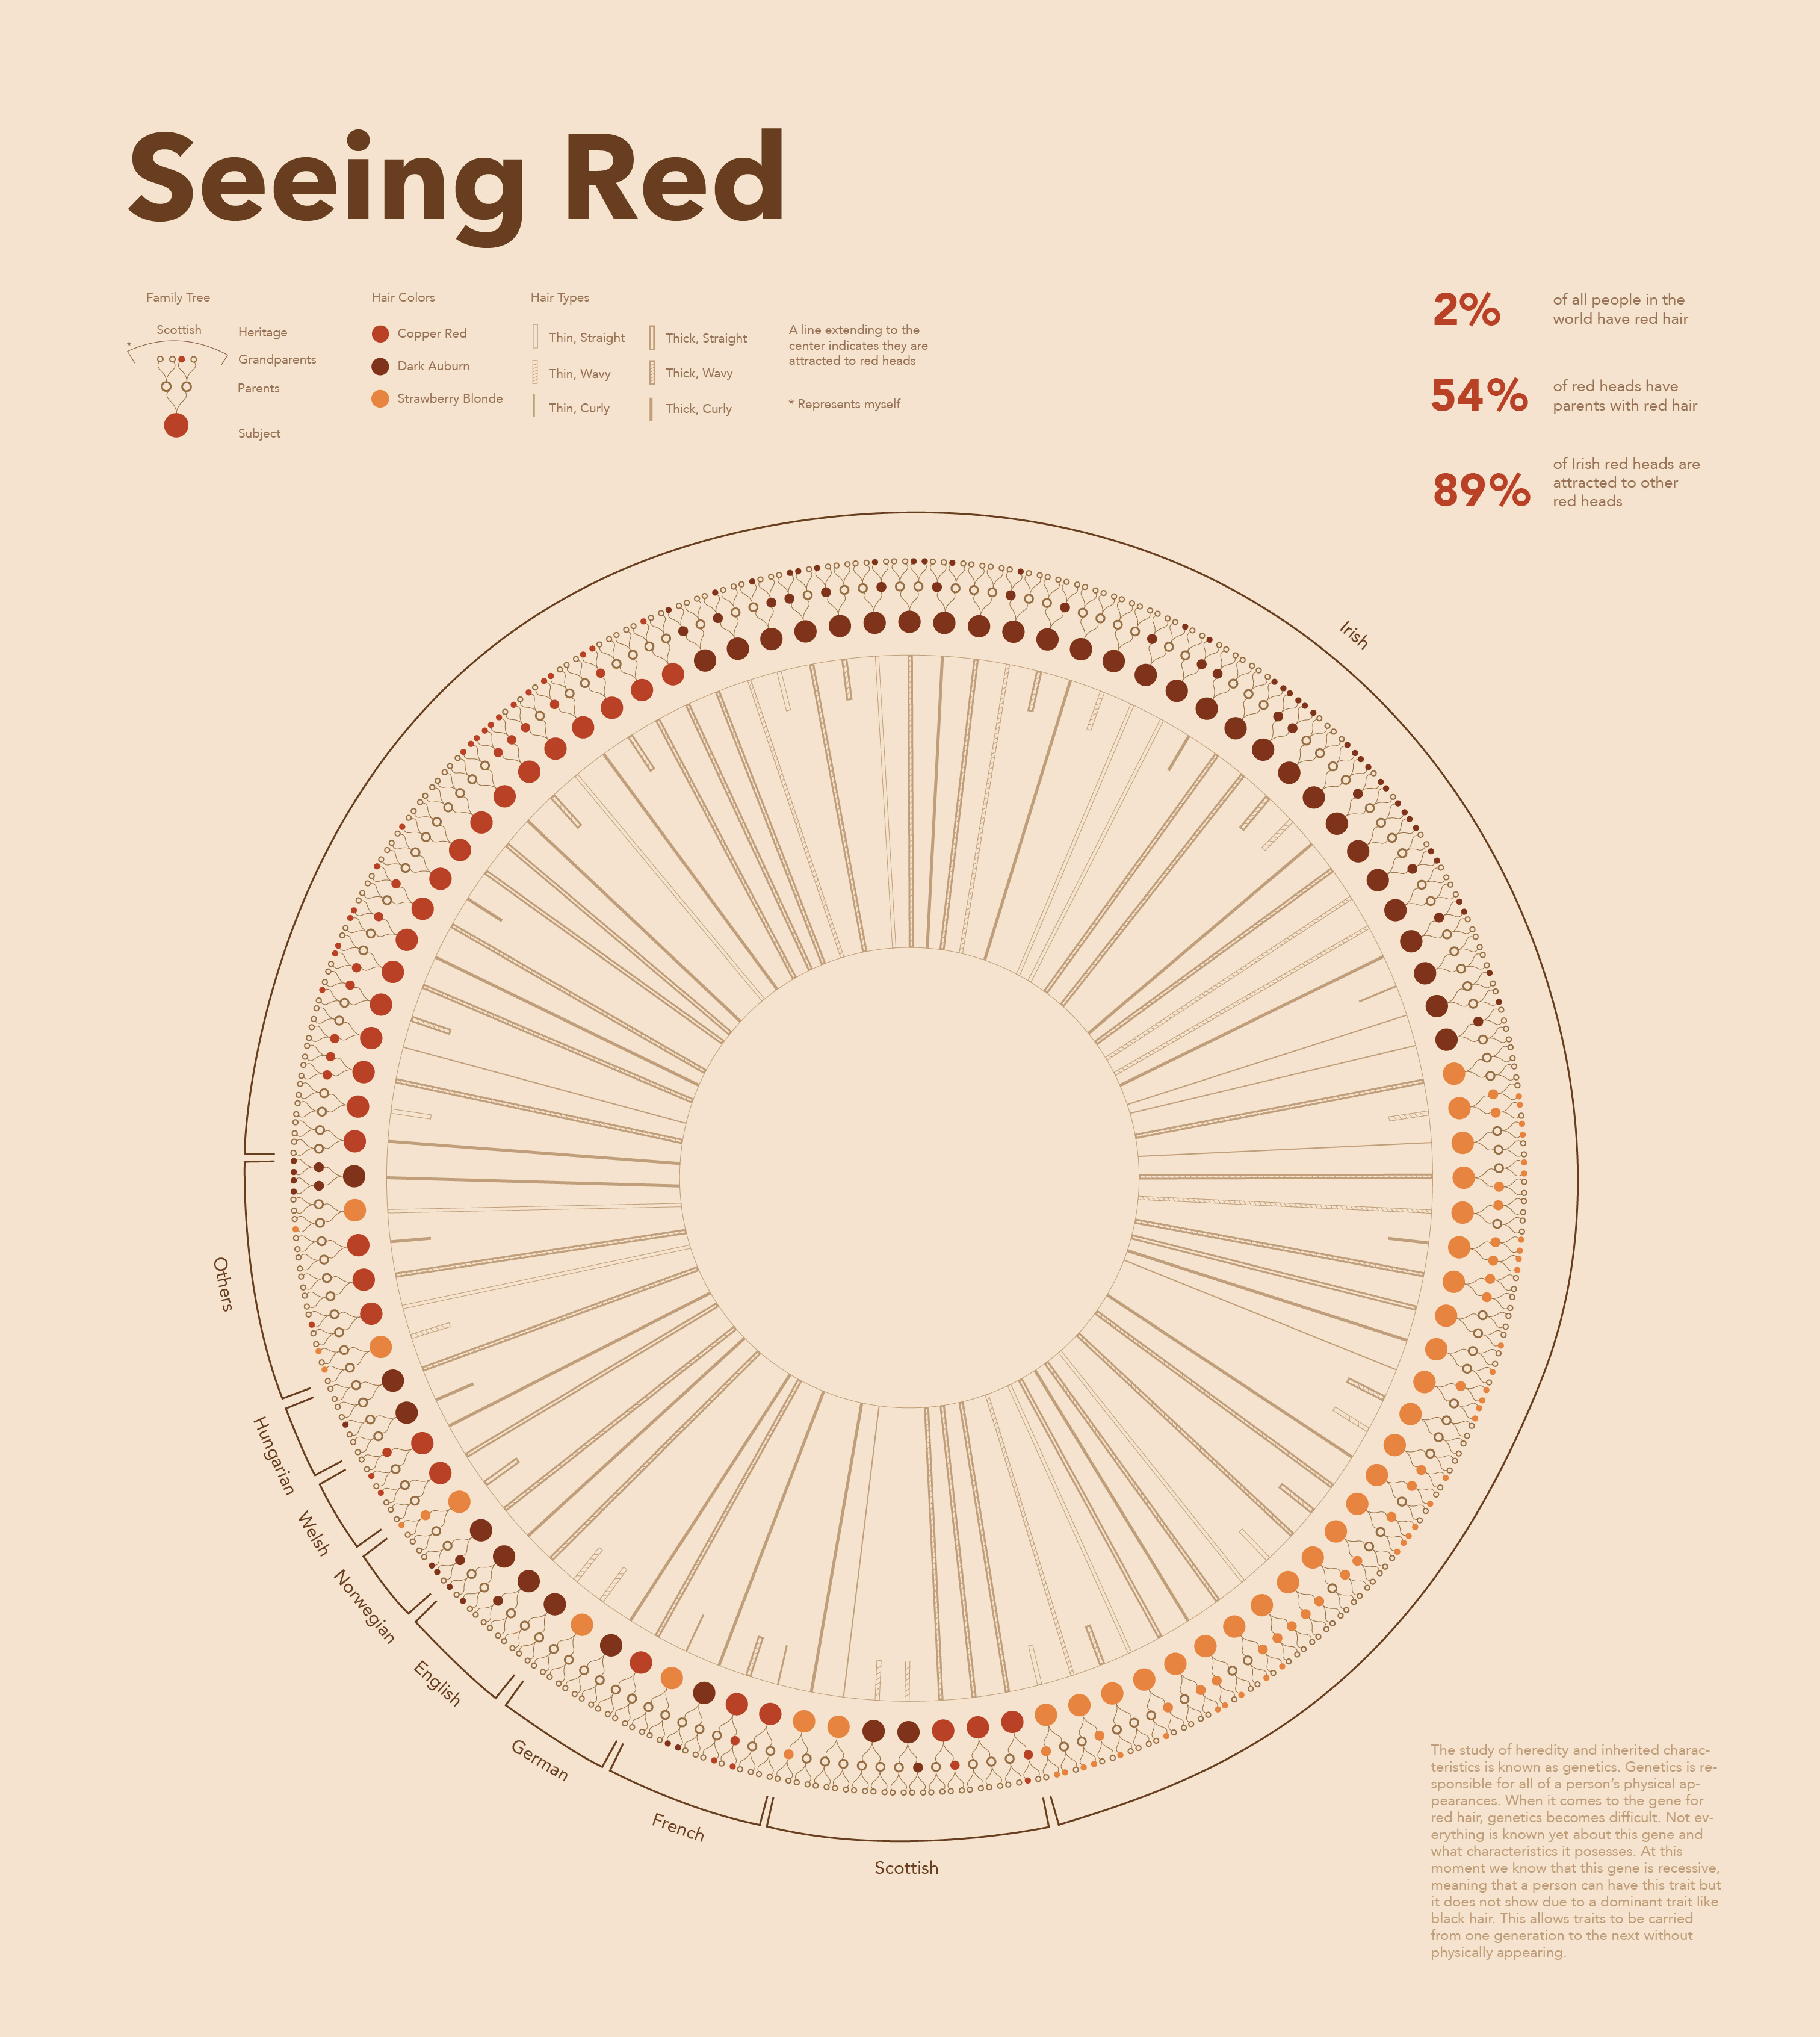 Seeing Red
Family Tree
Scottish
*
Heritage
Grandparents
Parents
Subject
Hair Colors
Copper Red
Dark Auburn
Strawberry Blonde
Hair Types
Thin, Straight
Thin, Wavy
Thin, Curly
Thick, Straight
Thick, Wavy
Thick, Curly
A line extending to the
center indicates they are
attracted to red heads
* Represents myself
2%
of all people in the
world have red hair
54%
of red heads have
parents with red hair
89%
of Irish red heads are
attracted to other
red heads
Irish
Others
Hungarian
Welsh
Norwegian
English
German
French
Scottish
The study of heredity and inherited charac-
teristics is known as genetics. Genetics is re-
sponsible for all of a person's physical ap-
pearances. When it comes to the gene for
red hair, genetics becomes difficult. Not ev-
erything is known yet about this gene and
what characteristics it posesses. At this
moment we know that this gene is recessive,
meaning that a person can have this trait but
it does not show due to a dominant trait like
black hair. This allows traits to be carried
from one generation to the next without
physically appearing.